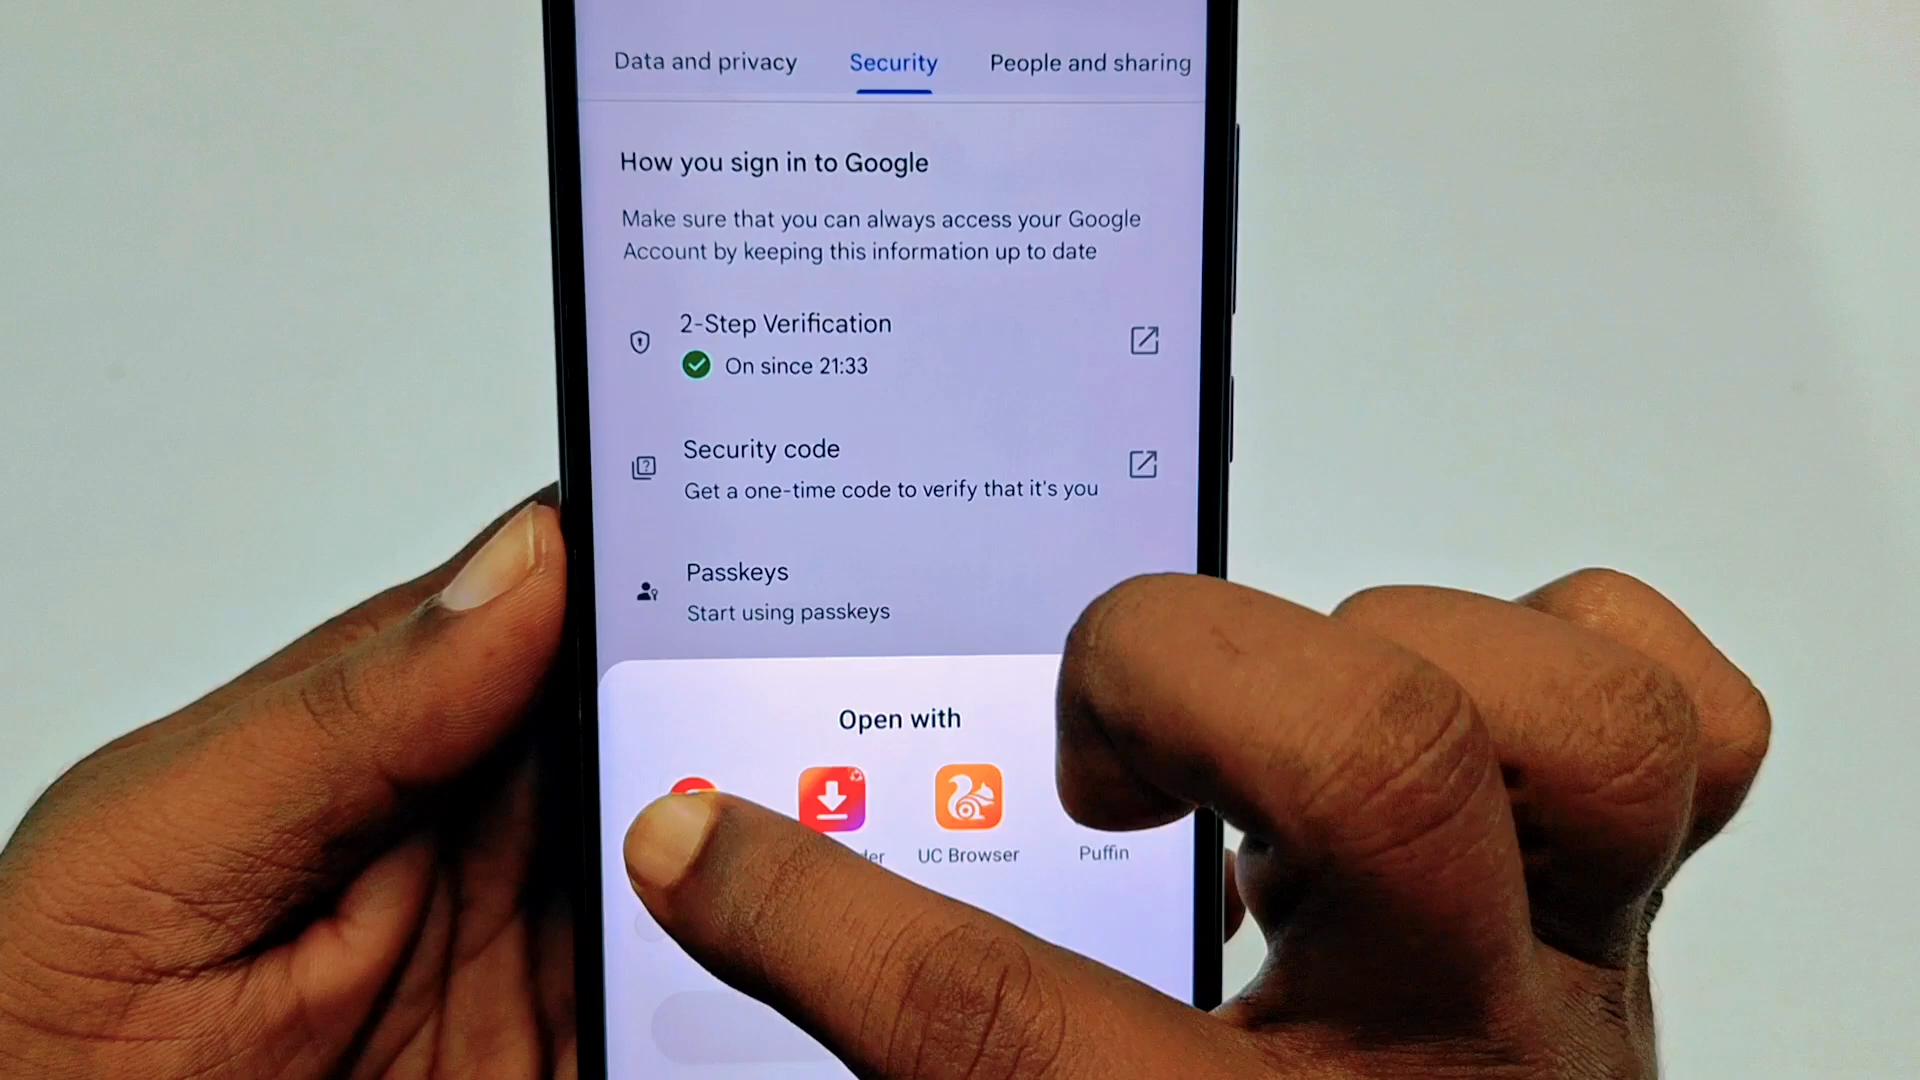 Data and privacy Security People and sharing
How you sign in to Google
Make sure that you can always access your Google
Account by keeping this information up to date
2-Step Verification
On since 21:33
Security code
Get a one-time code to verify that it's you
Passkeys
Start using passkeys
Open with
UC Browser Puffin